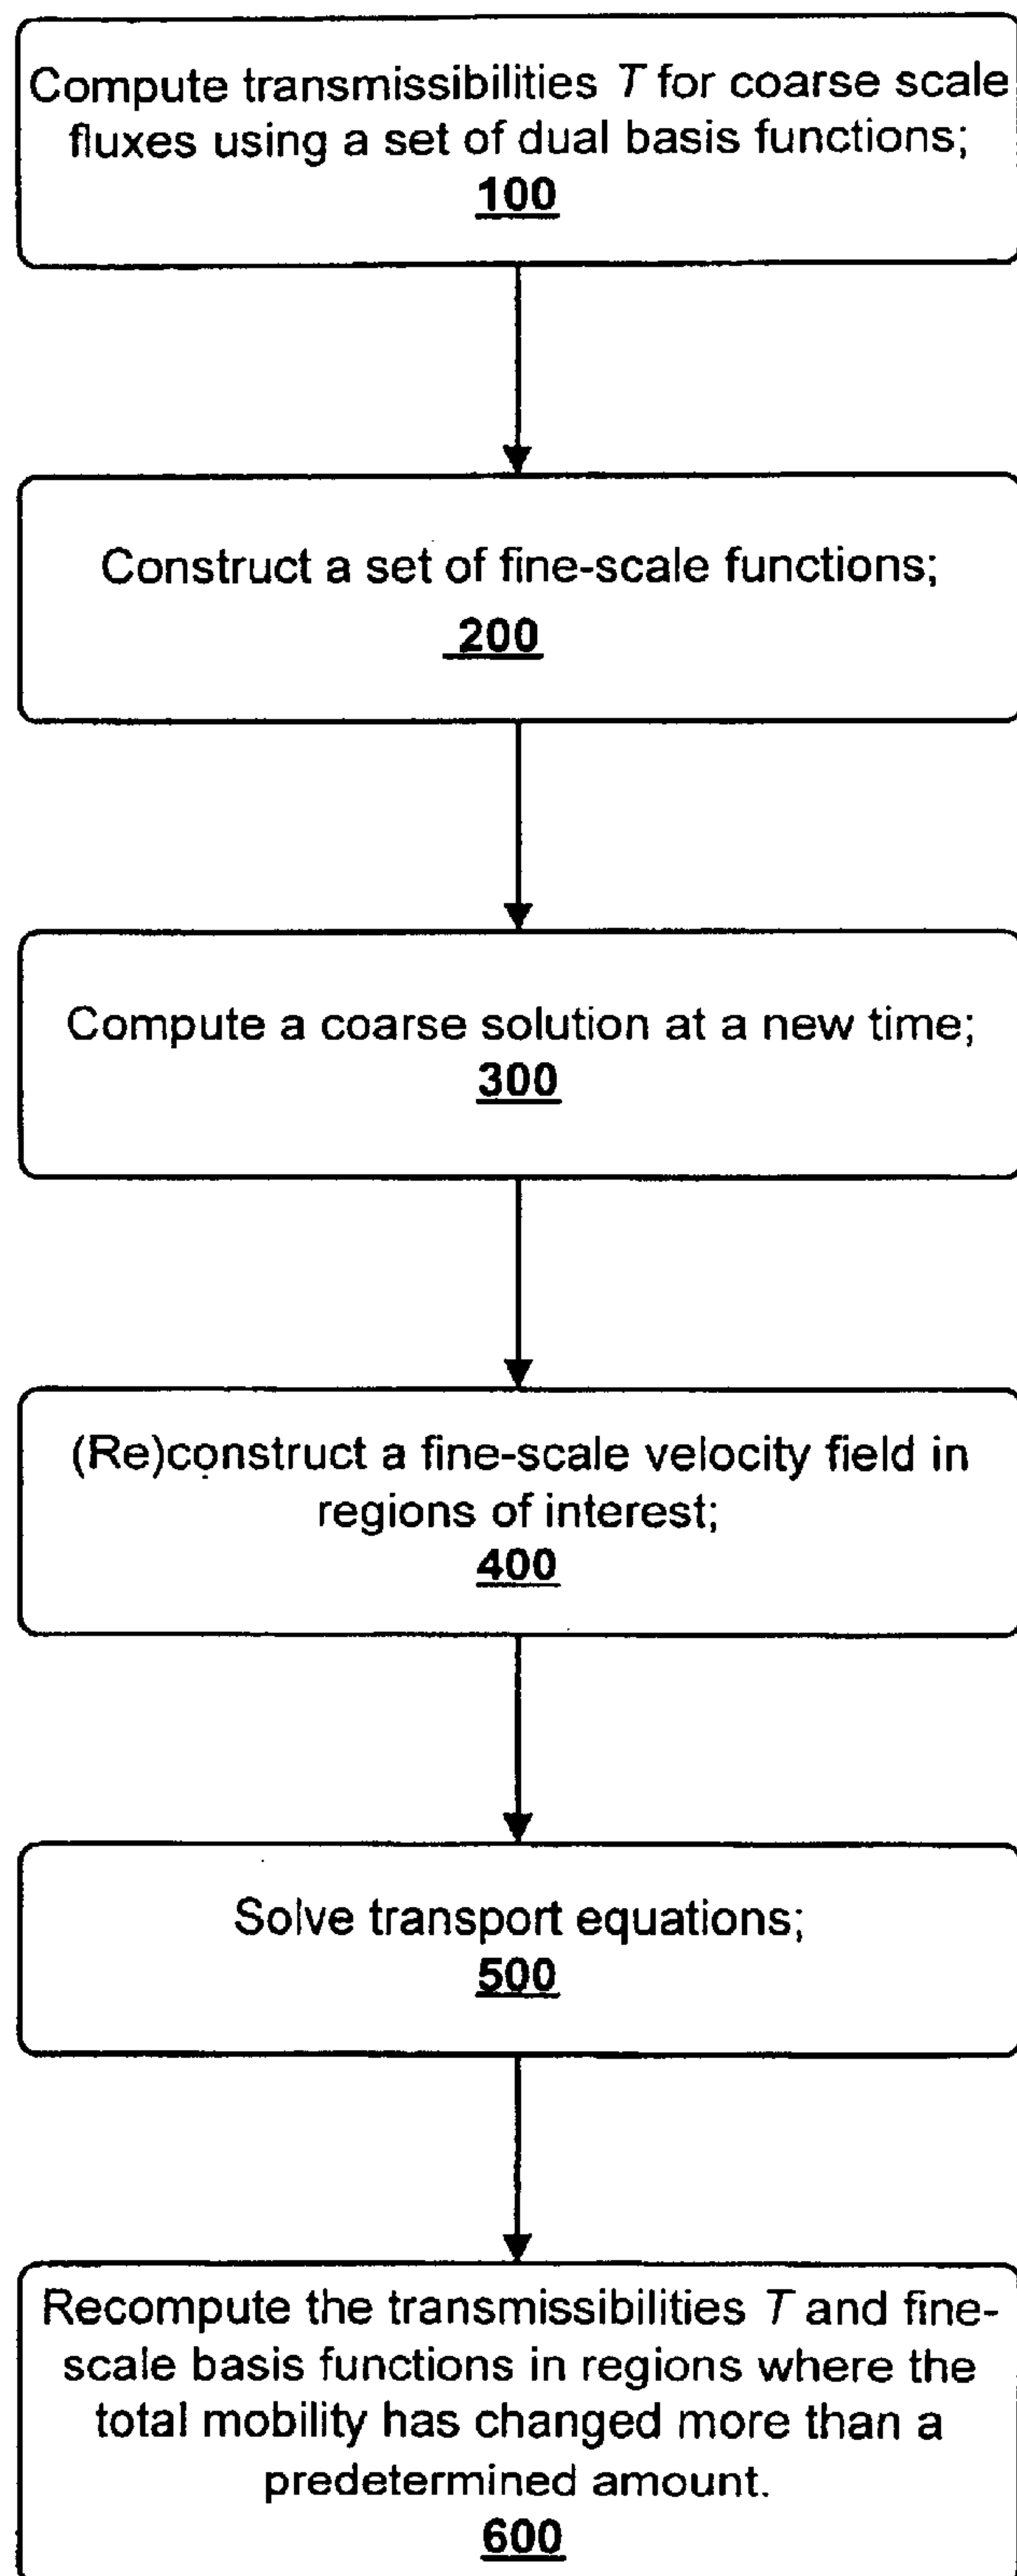 Compute transmissibilities T for coarse scale
fluxes using a set of dual basis functions;
100
Construct a set of fine-scale functions;
200
Compute a coarse solution at a new time;
300
(Re)construct a fine-scale velocity field in
regions of interest;
400
Solve transport equations;
500
Recompute the transmissibilities T and fine-
scale basis functions in regions where the
total mobility has changed more than a
predetermined amount.
600